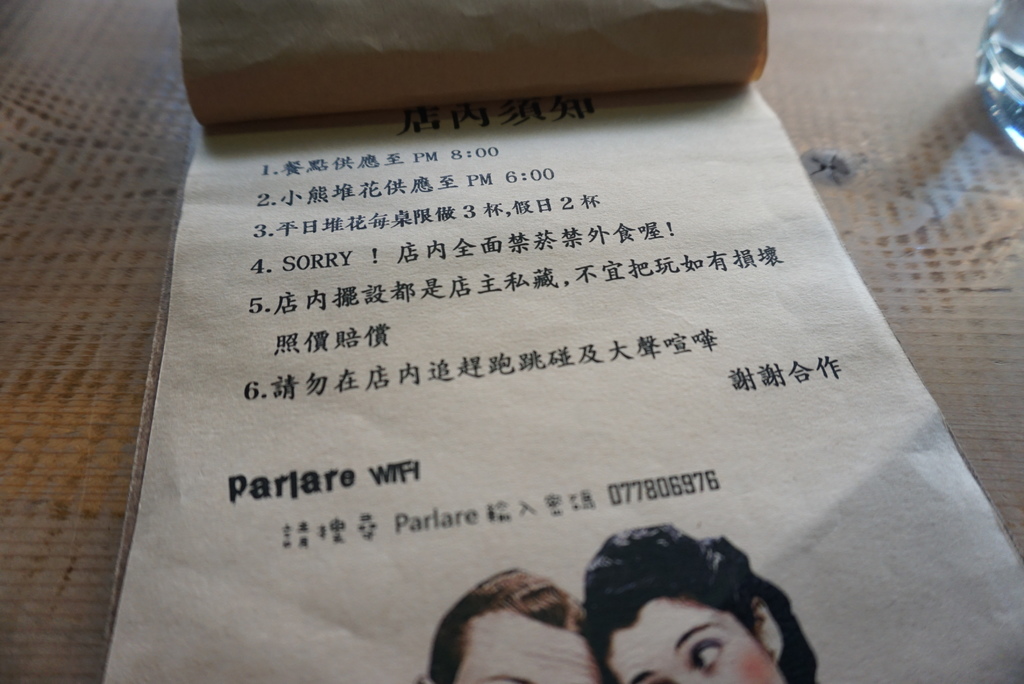 店內須知
1.餐點供應至 PM 8:00
2.小熊堆花供應至 PM 6:00
3.平日堆花每桌限做 3 杯,假日 2 杯
4. SORRY ! 店內全面禁菸禁外食喔!
5.店內擺設都是店主私藏,不宜把玩如有損壞
照價賠償
6.請勿在店內追趕跑跳碰及大聲喧嘩
謝謝合作
Parlare WIFI
請搜尋 Parlare 輸入密碼 077806976